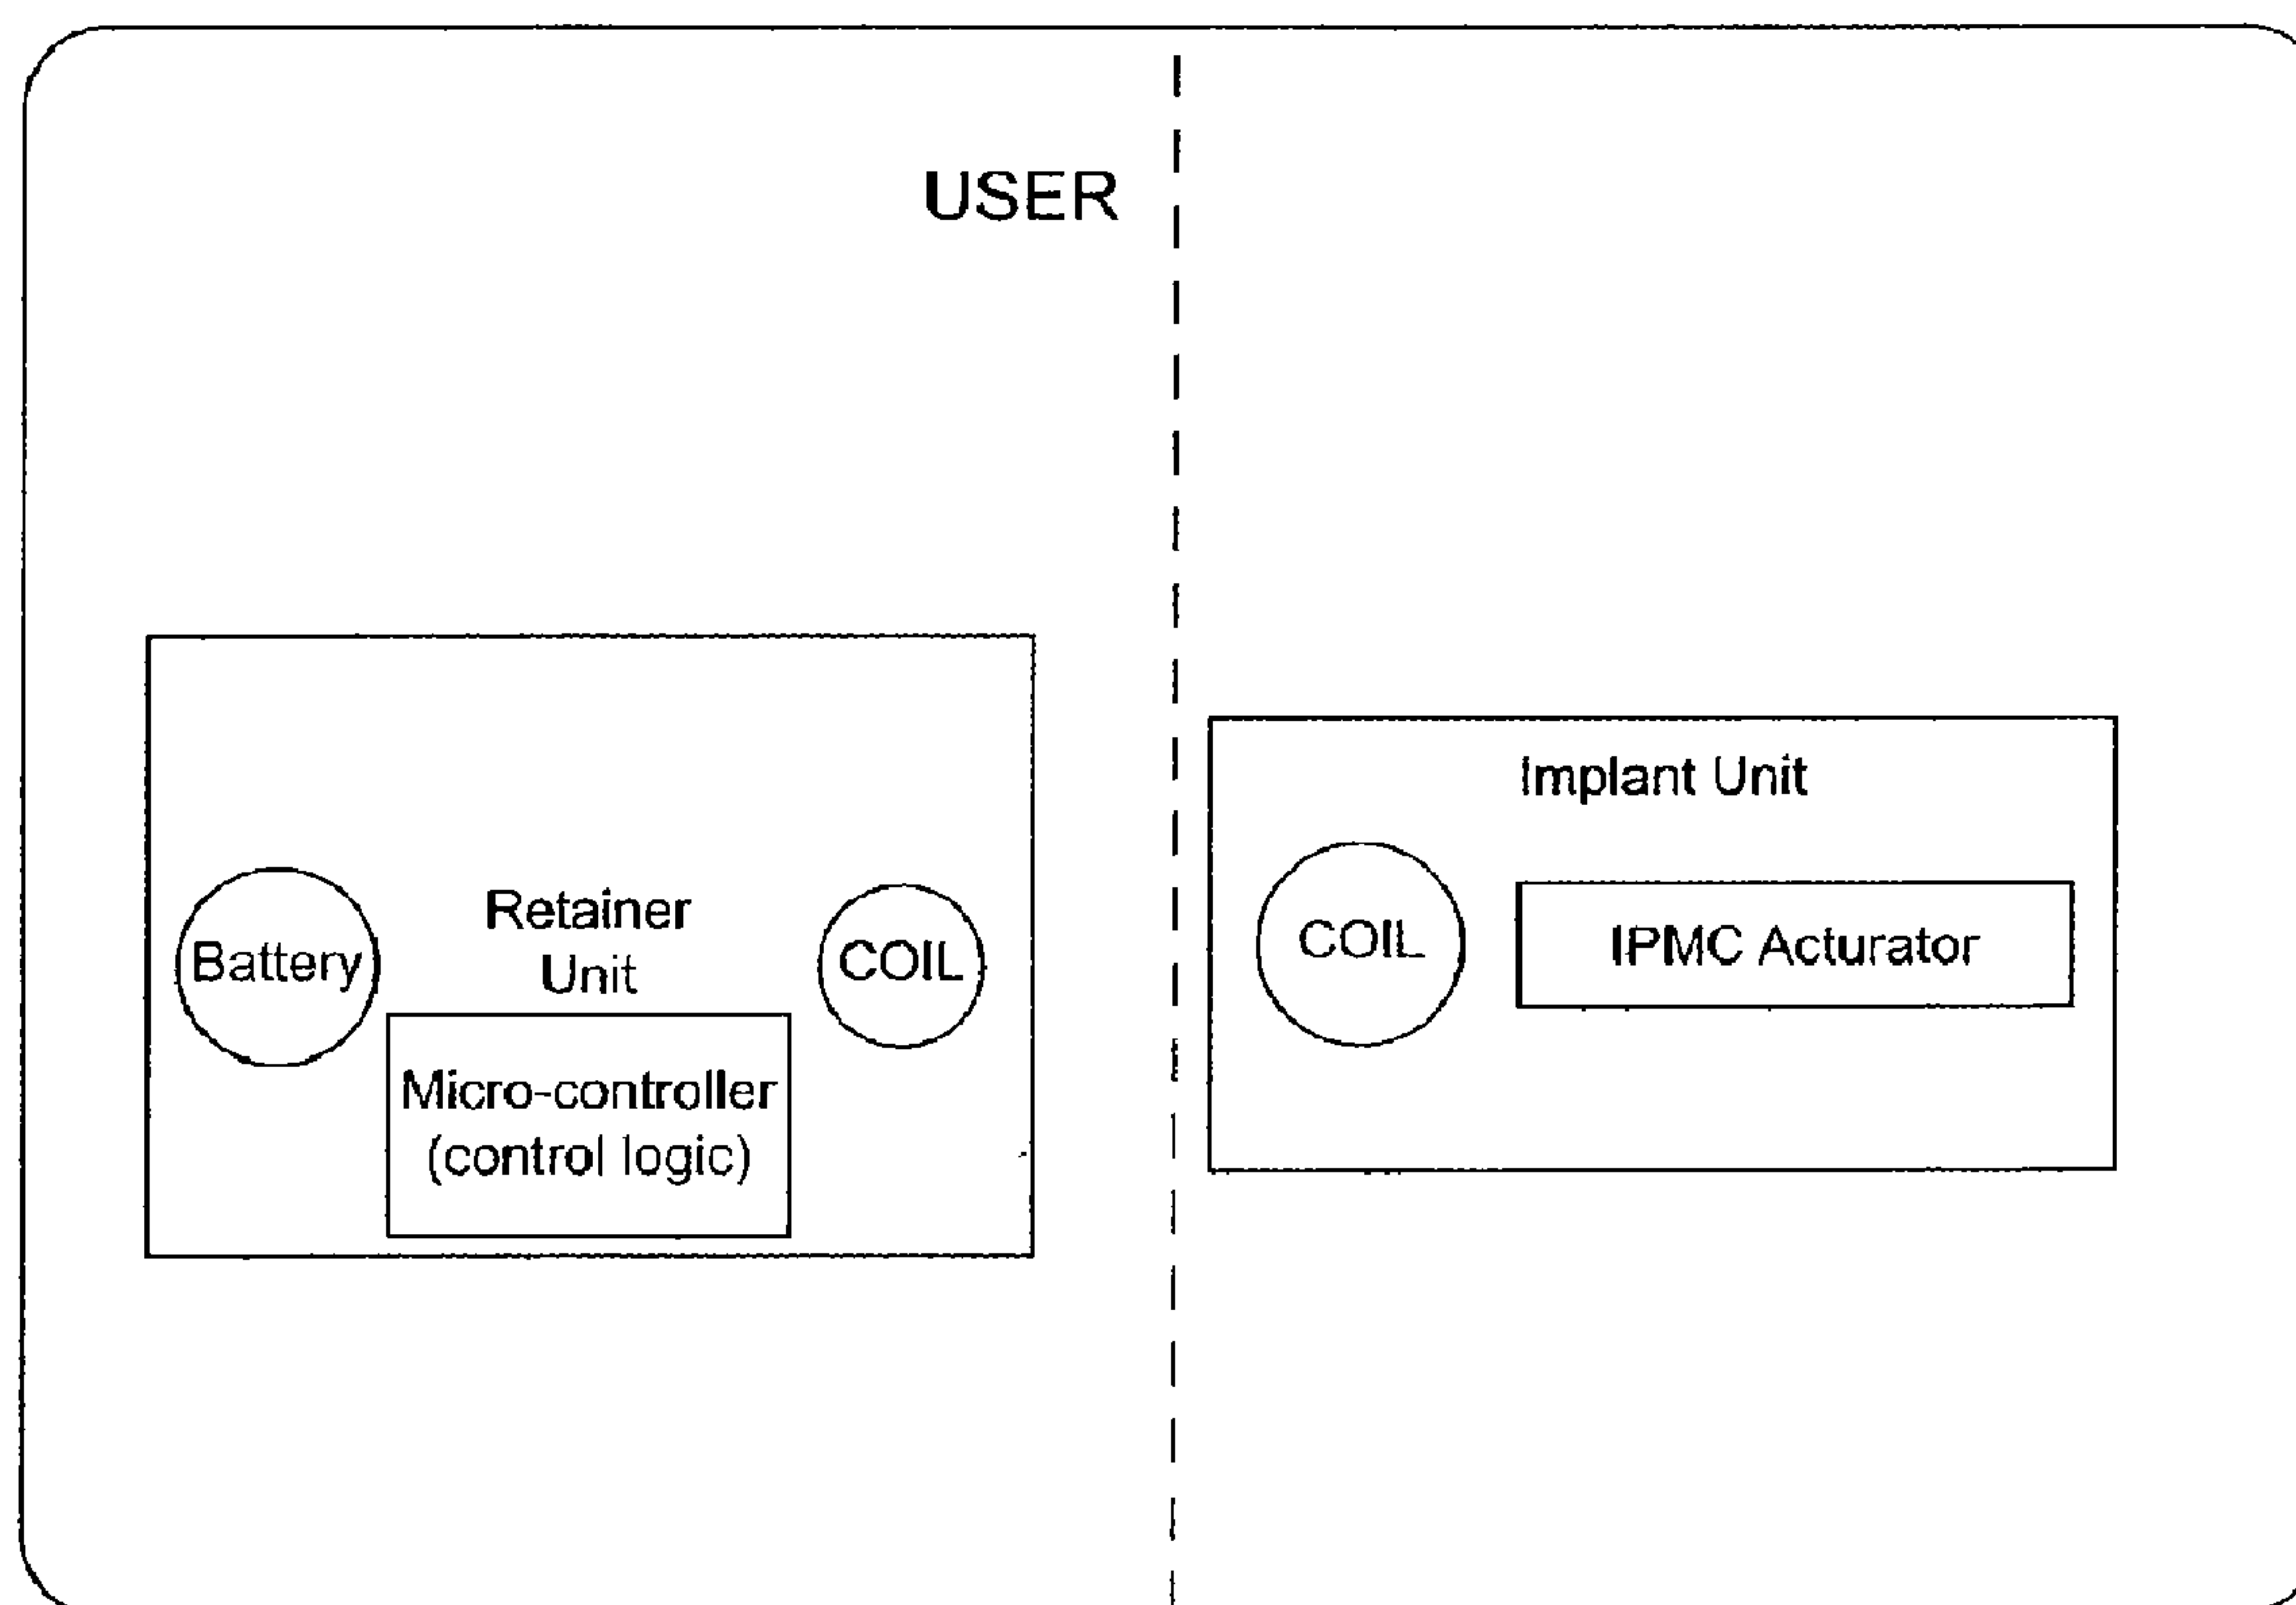 USER
Retainer
Unit
Battery
COIL
Micro-controller
(control logic)
Implant Unit
COIL
IPMC Acturator